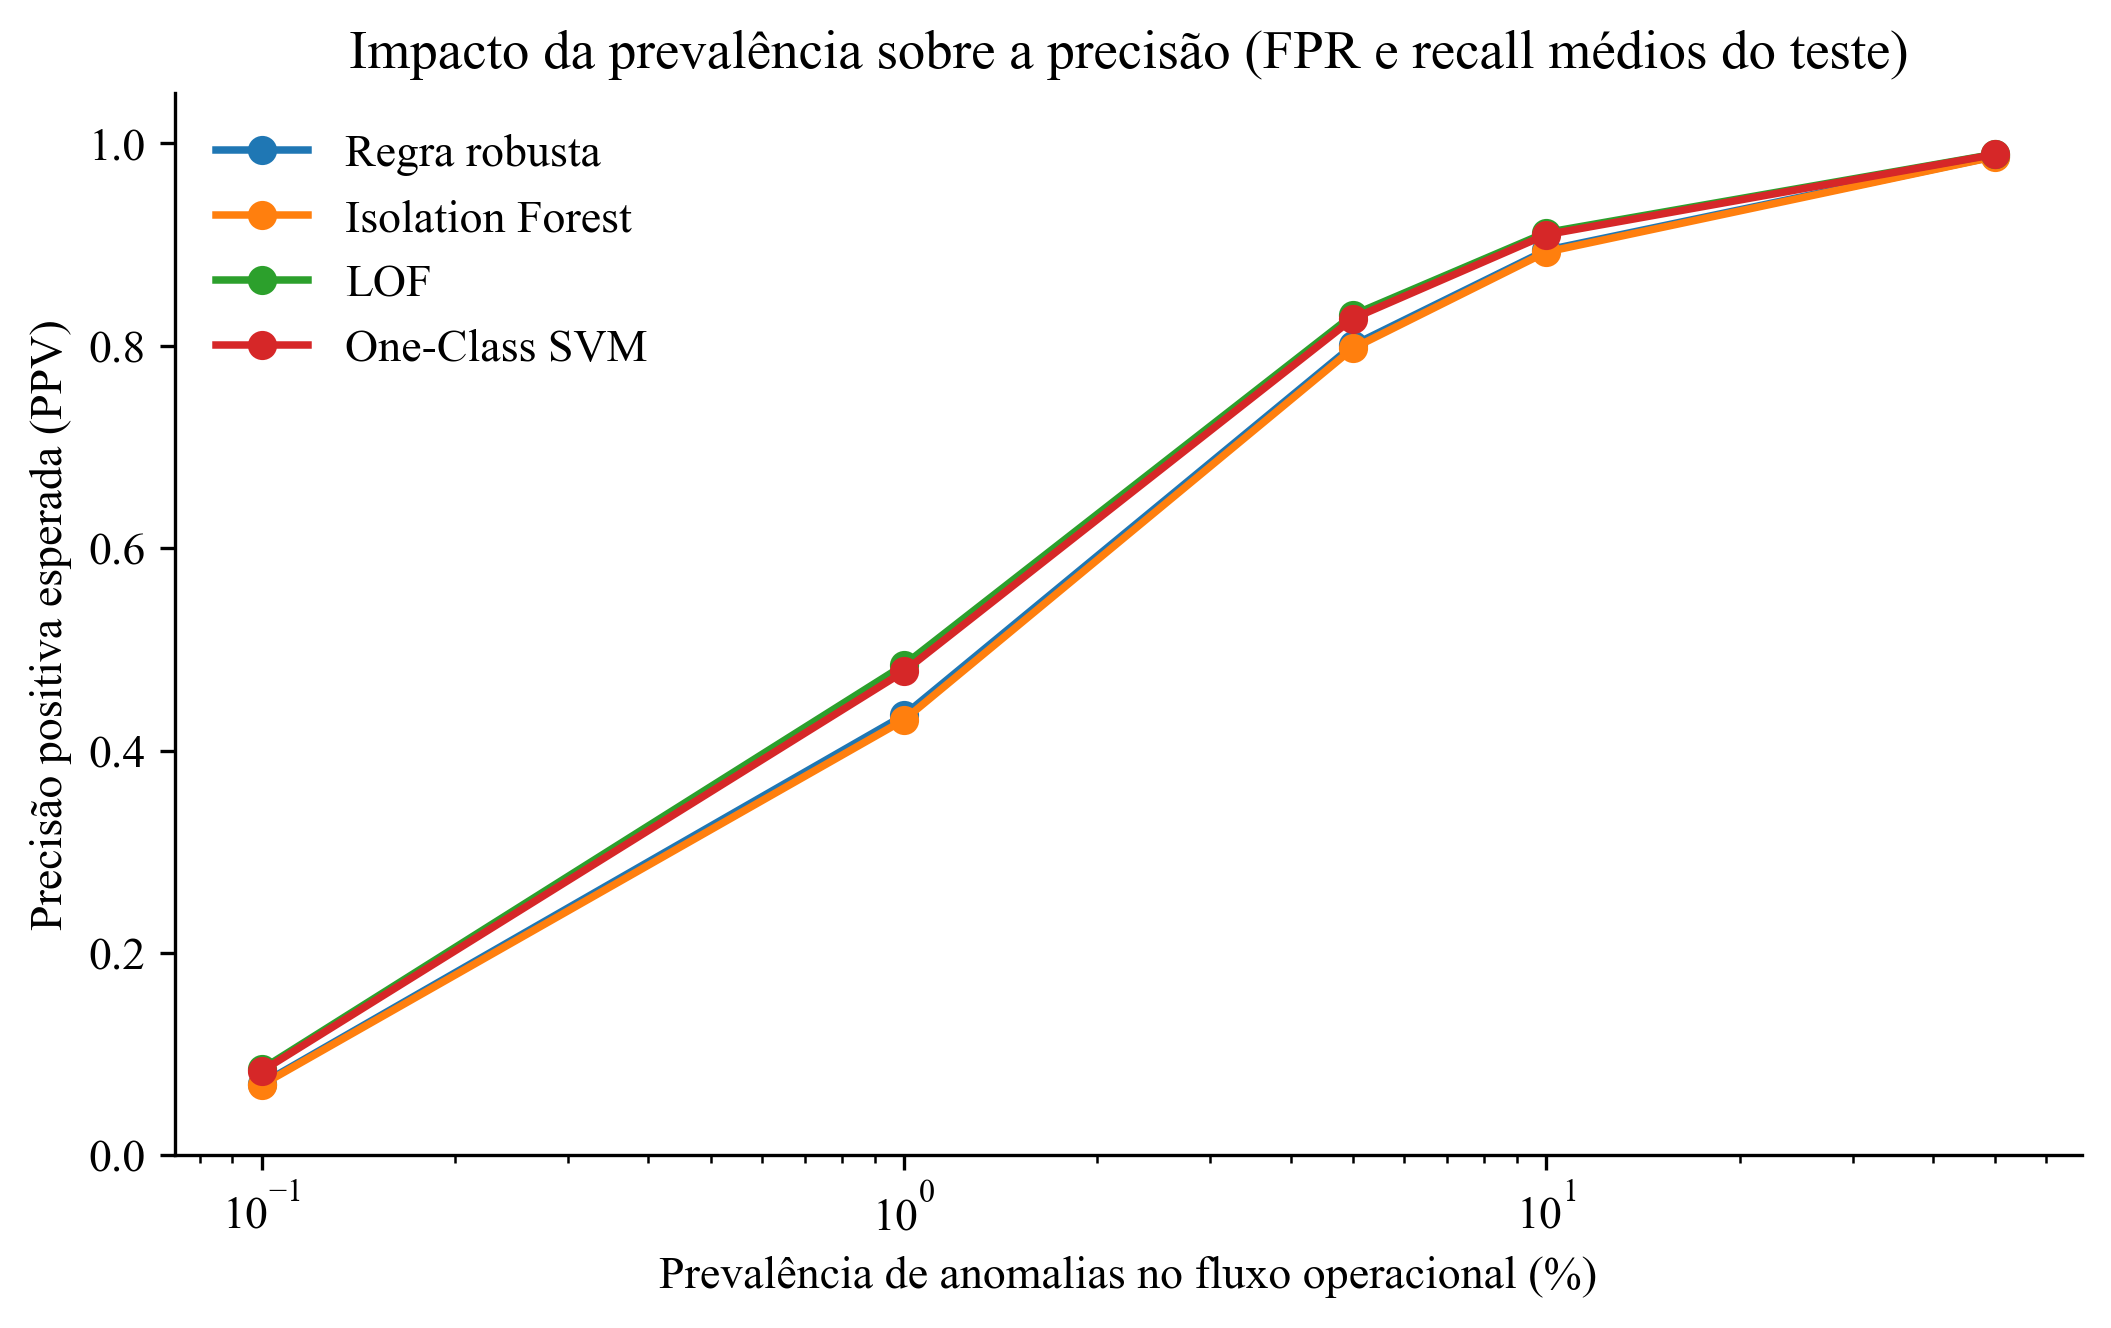 Impacto da prevalência sobre a precisão (FPR e recall médios do teste)
Regra robusta
Isolation Forest
LOF
One-Class SVM
Precisão positiva esperada (PPV)
1.0
0.8
0.6
0.4
0.2
0.0
10⁻¹
10⁰
10¹
Prevalência de anomalias no fluxo operacional (%)